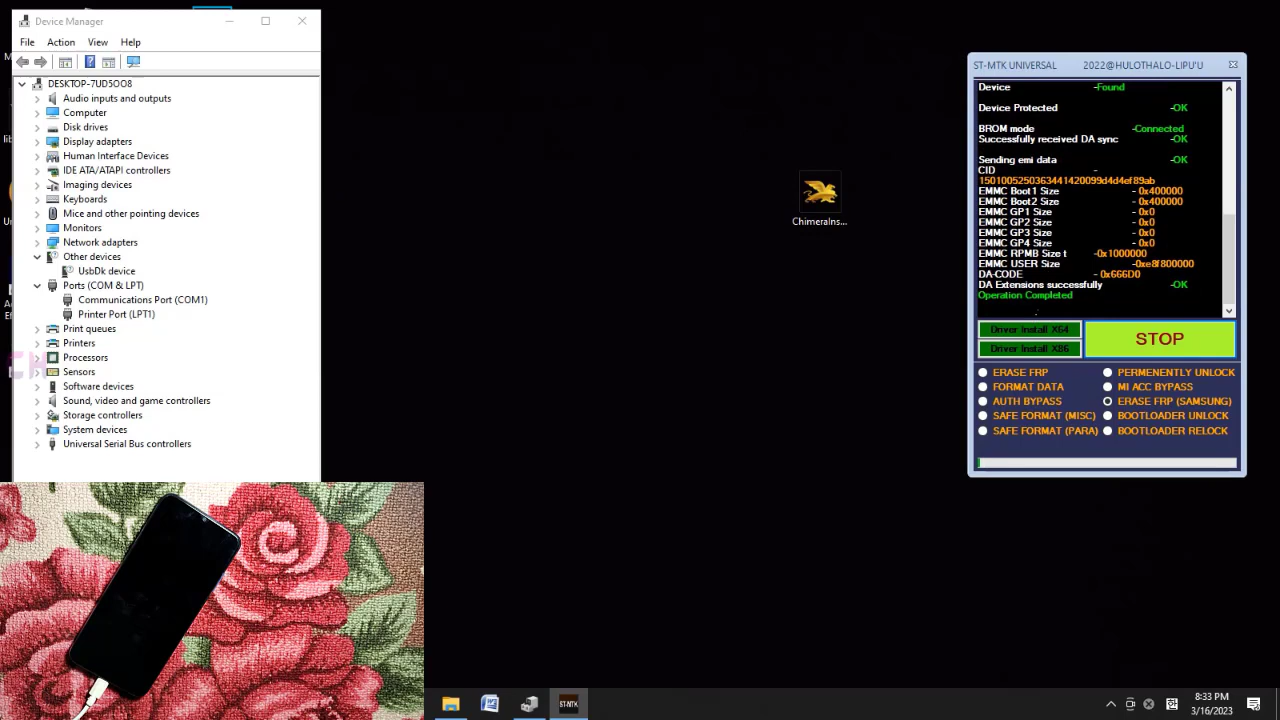 Device Manager
File Action View Help
DESKTOP-7UD5OO8
Audio inputs and outputs
Computer
Disk drives
Display adapters
Human Interface Devices
IDE ATA/ATAPI controllers
Imaging devices
Keyboards
Mice and other pointing devices
Monitors
Network adapters
Other devices
UsbDk device
Ports (COM & LPT)
Communications Port (COM1)
Printer Port (LPT1)
Print queues
Printers
Processors
Sensors
Software devices
Sound, video and game controllers
Storage controllers
System devices
Universal Serial Bus controllers
ChimeraIns...
ST-MTK UNIVERSAL 2022@HULOTHALO-LIPU'U
Device -Found
Device Protected -OK
BROM mode -Connected
Successfully received DA sync -OK
Sending emi data -OK
CID -
150100525036344142009​9d4d4ef89ab
EMMC Boot1 Size - 0x400000
EMMC Boot2 Size - 0x400000
EMMC GP1 Size - 0x0
EMMC GP2 Size - 0x0
EMMC GP3 Size - 0x0
EMMC GP4 Size - 0x0
EMMC RPMB Size t -0x1000000
EMMC USER Size -0xe8f800000
DA-CODE - 0x666D0
DA Extensions successfully -OK
Operation Completed
Driver Install X64
Driver Install X86
STOP
ERASE FRP PERMENENTLY UNLOCK
FORMAT DATA MI ACC BYPASS
AUTH BYPASS ERASE FRP (SAMSUNG)
SAFE FORMAT (MISC) BOOTLOADER UNLOCK
SAFE FORMAT (PARA) BOOTLOADER RELOCK
ST-MTK
8:33 PM
3/16/2023